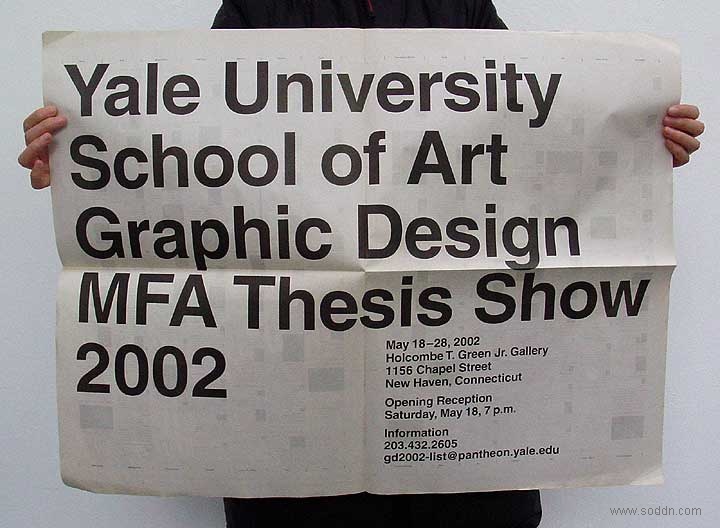 Yale University
School of Art
Graphic Design
MFA Thesis Show
2002
May 18–28, 2002
Holcombe T. Green Jr. Gallery
1156 Chapel Street
New Haven, Connecticut
Opening Reception
Saturday, May 18, 7 p.m.
Information
203.432.2605
gd2002-list@pantheon.yale.edu
www.soddn.com